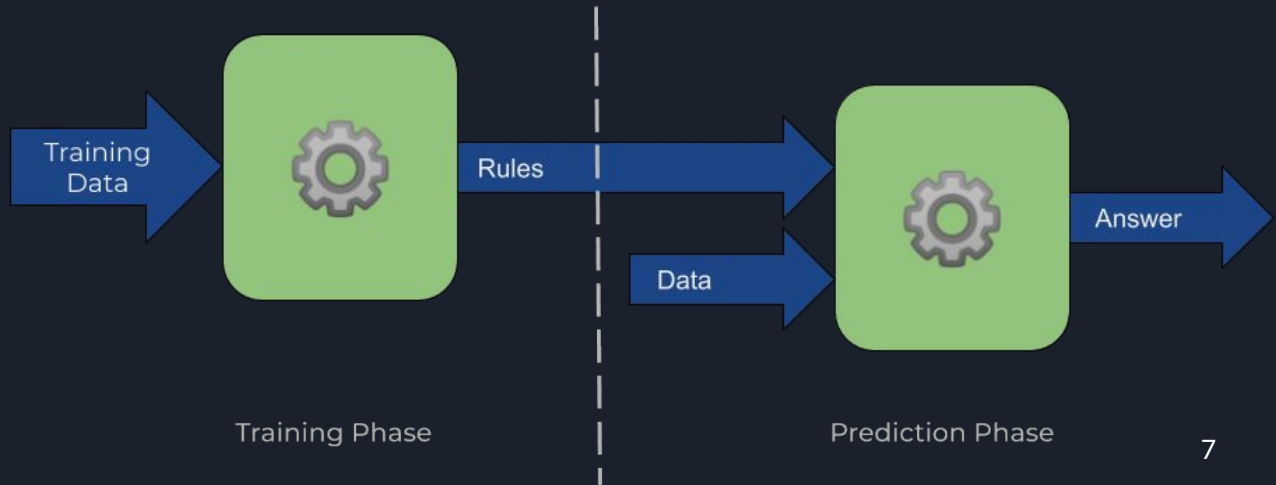 Training
Data
Rules
Data
Answer
Training Phase
Prediction Phase
7